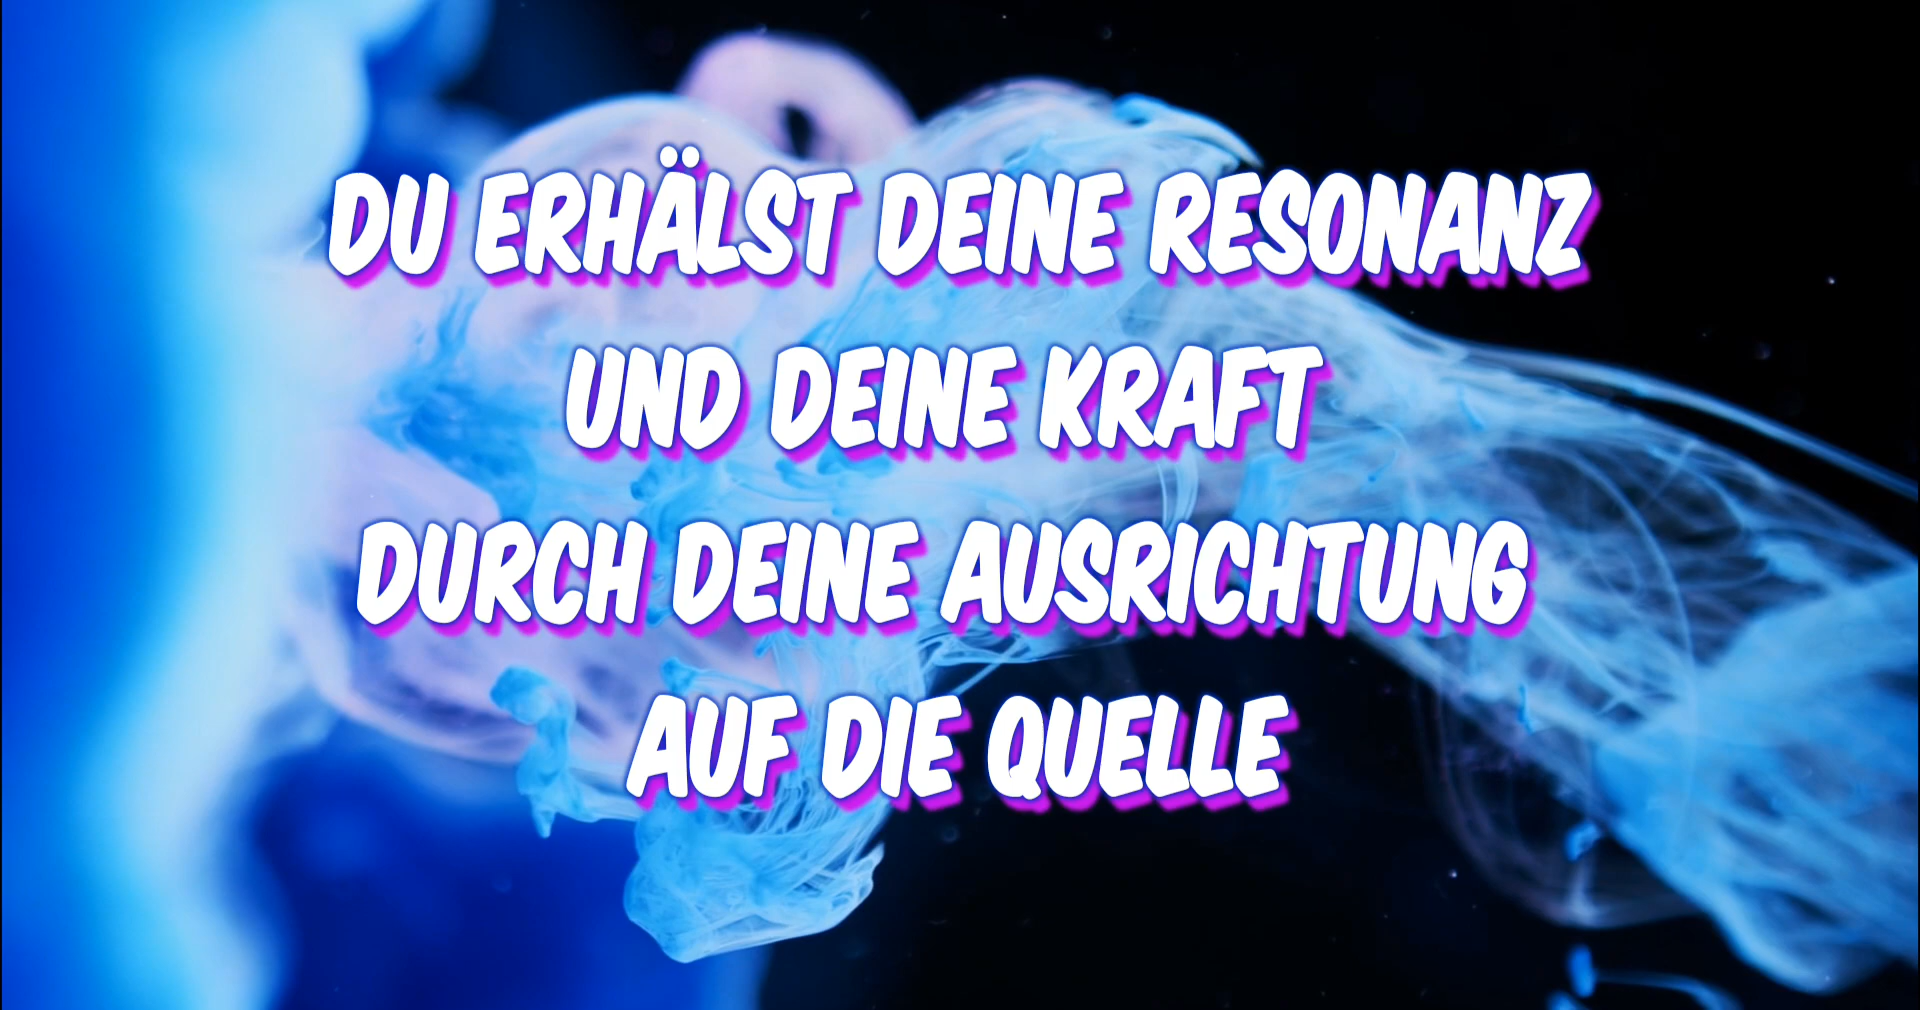 DU ERHÄLST DEINE RESONANZ
UND DEINE KRAFT
DURCH DEINE AUSRICHTUNG
AUF DIE QUELLE